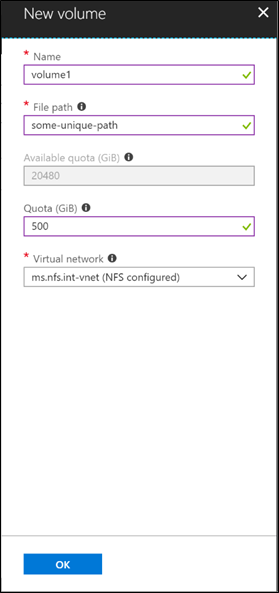 New volume
* Name
volume1
* File path
some-unique-path
Available quota (GiB)
20480
Quota (GiB)
500
* Virtual network
ms.nfs.int-vnet (NFS configured)
OK